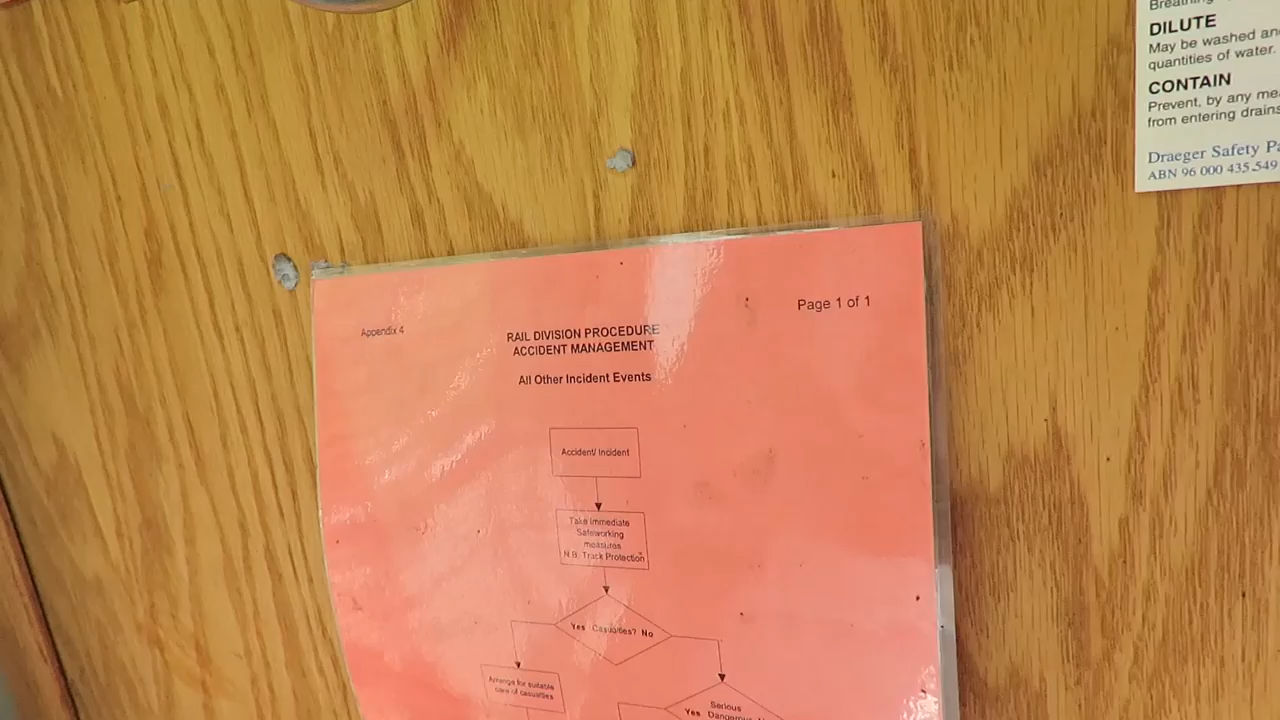 Breathing
DILUTE
May be washed
quantities of water.
CONTAIN
Prevent, by any
from entering drains
Draeger Safety
ABN 96 000 435 549
Appendix 4
Page 1 of 1
RAIL DIVISION PROCEDURE
ACCIDENT MANAGEMENT
All Other Incident Events
Accident/ Incident
Take immediate
Safeworking
measures
N.B. Track Protection
Yes Casualties? No
Arrange for suitable
care of casualties
Serious
Yes Dangerous